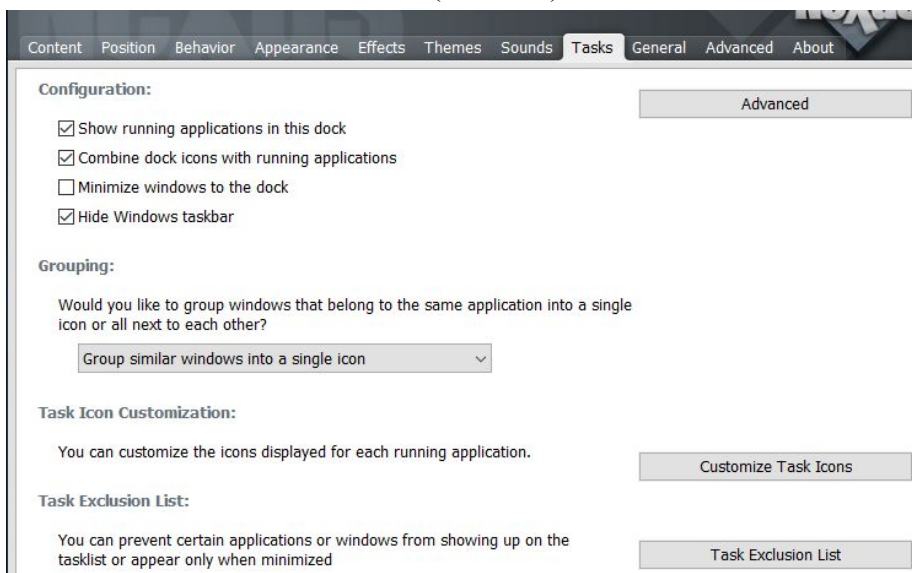 Content Position Behavior Appearance Effects Themes Sounds Tasks General Advanced About
Configuration:
Advanced
Show running applications in this dock
Combine dock icons with running applications
Minimize windows to the dock
Hide Windows taskbar
Grouping:
Would you like to group windows that belong to the same application into a single
icon or all next to each other?
Group similar windows into a single icon
Task Icon Customization:
You can customize the icons displayed for each running application.
Customize Task Icons
Task Exclusion List:
You can prevent certain applications or windows from showing up on the
tasklist or appear only when minimized
Task Exclusion List